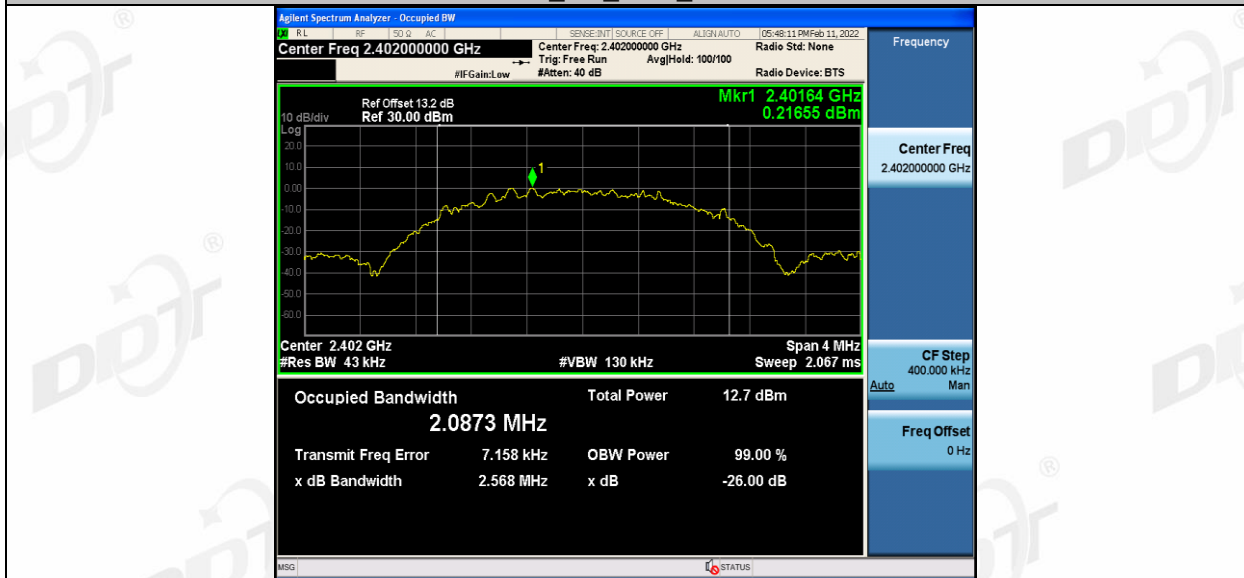 Agilent Spectrum Analyzer - Occupied BW
RL RF 50 Ω AC SENSE:INT SOURCE OFF ALIGN AUTO 05:48:11 PM Feb 11, 2022
Center Freq 2.402000000 GHz
Center Freq: 2.402000000 GHz
Radio Std: None
Trig: Free Run Avg|Hold: 100/100
#IFGain:Low
#Atten: 40 dB
Radio Device: BTS
Frequency
Ref Offset 13.2 dB
Mkr1 2.40164 GHz
10 dB/div Ref 30.00 dBm
0.21655 dBm
Log
20.0
10.0
0.00
-10.0
-20.0
-30.0
-40.0
-50.0
-60.0
1
Center Freq
2.402000000 GHz
Center 2.402 GHz
Span 4 MHz
#Res BW 43 kHz
#VBW 130 kHz
Sweep 2.067 ms
CF Step
400.000 kHz
Auto Man
Occupied Bandwidth
Total Power 12.7 dBm
2.0873 MHz
Transmit Freq Error 7.158 kHz
OBW Power 99.00 %
x dB Bandwidth 2.568 MHz
x dB -26.00 dB
Freq Offset
0 Hz
MSG
STATUS
DDT
®
DDT
DDT
®
DDT
®